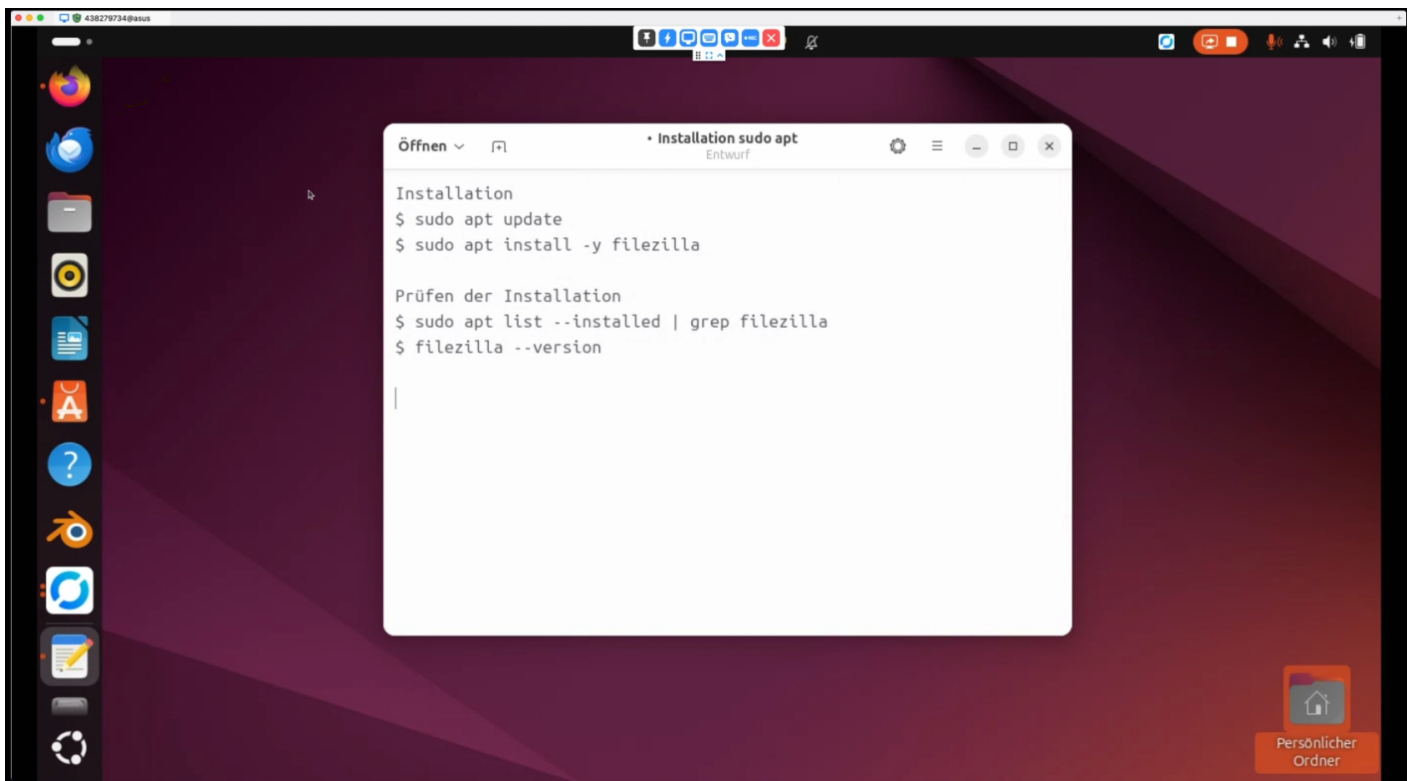 438279734@asus
Öffnen
• Installation sudo apt
Entwurf
Installation
$ sudo apt update
$ sudo apt install -y filezilla
Prüfen der Installation
$ sudo apt list --installed | grep filezilla
$ filezilla --version
Persönlicher
Ordner